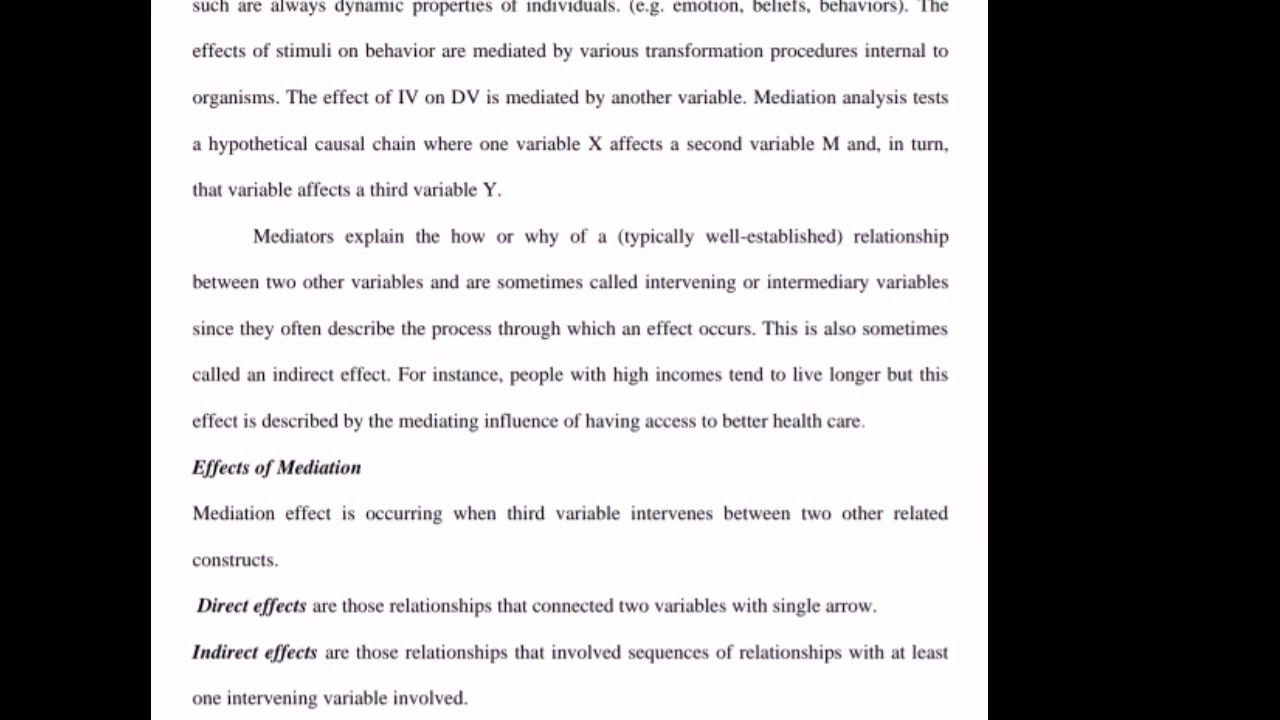 such are always dynamic properties of individuals. (e.g. emotion, beliefs, behaviors). The
effects of stimuli on behavior are mediated by various transformation procedures internal to
organisms. The effect of IV on DV is mediated by another variable. Mediation analysis tests
a hypothetical causal chain where one variable X affects a second variable M and, in turn,
that variable affects a third variable Y.
Mediators explain the how or why of a (typically well-established) relationship
between two other variables and are sometimes called intervening or intermediary variables
since they often describe the process through which an effect occurs. This is also sometimes
called an indirect effect. For instance, people with high incomes tend to live longer but this
effect is described by the mediating influence of having access to better health care.
Effects of Mediation
Mediation effect is occurring when third variable intervenes between two other related
constructs.
Direct effects are those relationships that connected two variables with single arrow.
Indirect effects are those relationships that involved sequences of relationships with at least
one intervening variable involved.